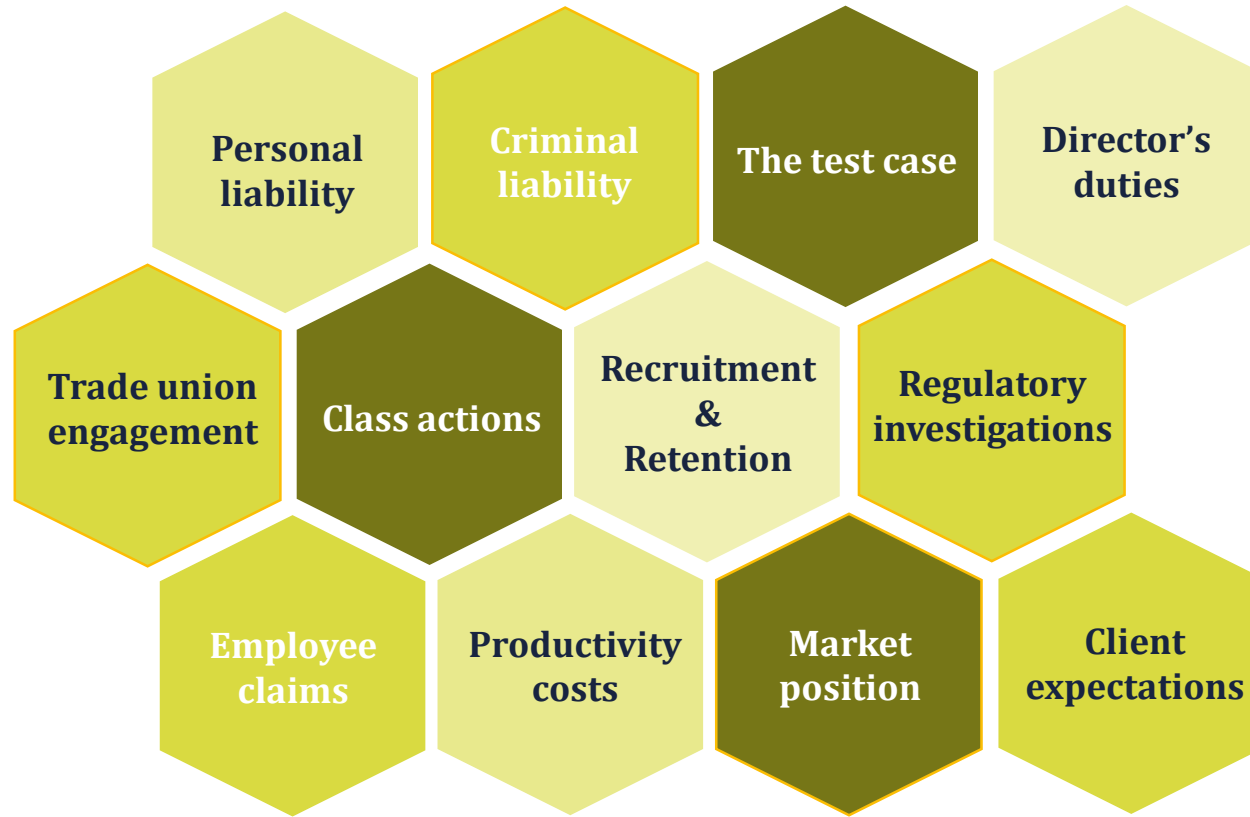 Personal
liability
Criminal
liability
The test case
Director’s
duties
Trade union
engagement
Class actions
Recruitment
&
Retention
Regulatory
investigations
Employee
claims
Productivity
costs
Market
position
Client
expectations